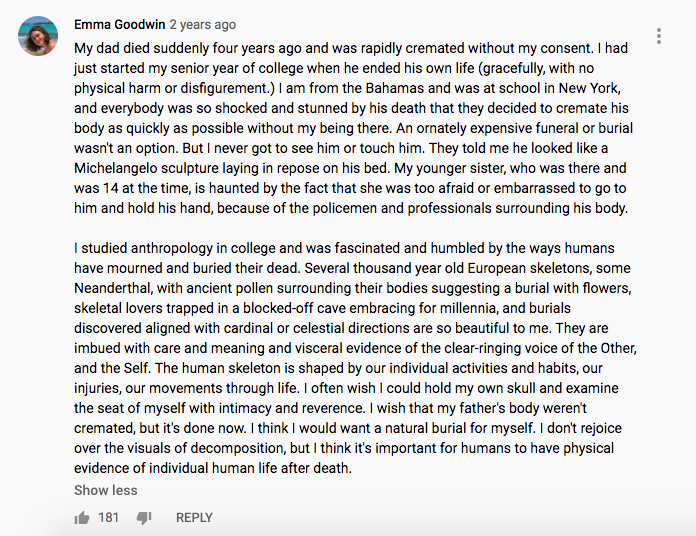 Emma Goodwin 2 years ago
My dad died suddenly four years ago and was rapidly cremated without my consent. I had
just started my senior year of college when he ended his own life (gracefully, with no
physical harm or disfigurement.) I am from the Bahamas and was at school in New York,
and everybody was so shocked and stunned by his death that they decided to cremate his
body as quickly as possible without my being there. An ornately expensive funeral or burial
wasn't an option. But I never got to see him or touch him. They told me he looked like a
Michelangelo sculpture laying in repose on his bed. My younger sister, who was there and
was 14 at the time, is haunted by the fact that she was too afraid or embarrassed to go to
him and hold his hand, because of the policemen and professionals surrounding his body.
I studied anthropology in college and was fascinated and humbled by the ways humans
have mourned and buried their dead. Several thousand year old European skeletons, some
Neanderthal, with ancient pollen surrounding their bodies suggesting a burial with flowers,
skeletal lovers trapped in a blocked-off cave embracing for millennia, and burials
discovered aligned with cardinal or celestial directions are so beautiful to me. They are
imbued with care and meaning and visceral evidence of the clear-ringing voice of the Other,
and the Self. The human skeleton is shaped by our individual activities and habits, our
injuries, our movements through life. I often wish I could hold my own skull and examine
the seat of myself with intimacy and reverence. I wish that my father's body weren't
cremated, but it's done now. I think I would want a natural burial for myself. I don't rejoice
over the visuals of decomposition, but I think it's important for humans to have physical
evidence of individual human life after death.
Show less
181 REPLY